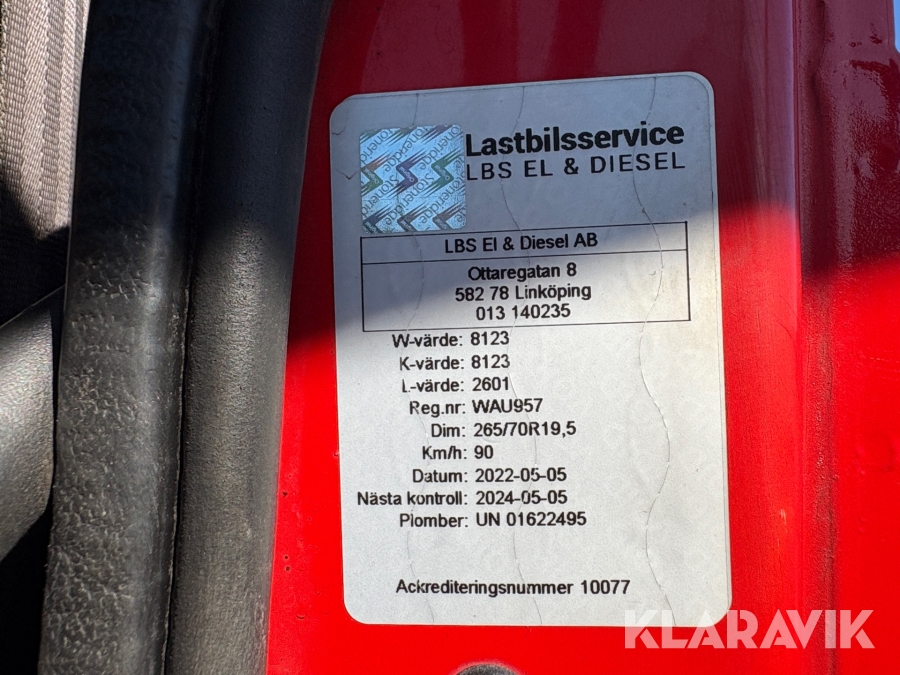 Stoneridge
Lastbilsservice
LBS EL & DIESEL
LBS El & Diesel AB
Ottaregatan 8
582 78 Linköping
013 140235
W-värde: 8123
K-värde: 8123
L-värde: 2601
Reg.nr: WAU957
Dim: 265/70R19,5
Km/h: 90
Datum: 2022-05-05
Nästa kontroll: 2024-05-05
Plomber: UN 01622495
Ackrediteringsnummer 10077
KLARAVIK